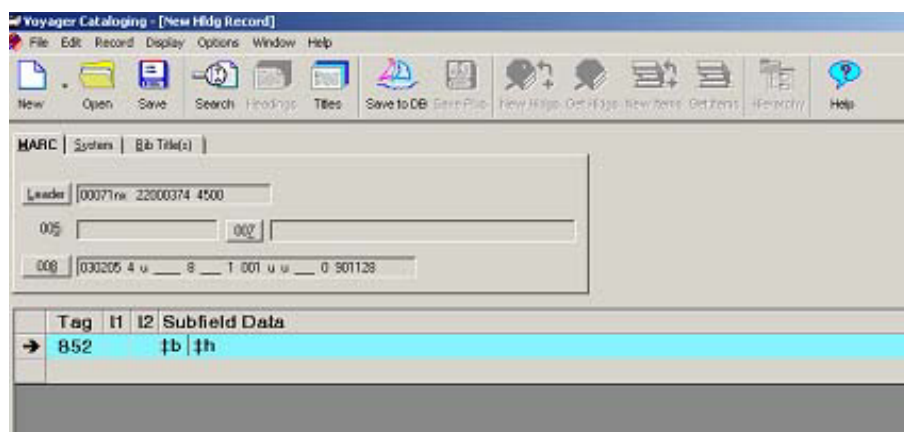 Voyager Cataloging - [New Hldg Record]
File Edit Record Display Options Window Help
New Open Save Search Headings Titles Save to DB New Hldgs Get Hldgs New Items Get Items Hierarchy Help
MARC System Bib Title(s)
Leader 00071nx 22000374 4500
005 007
008 030205 4 u ___ 8 ___ 1 001 u u ___ 0 901128
Tag I1 I2 Subfield Data
852 ‡b ‡h